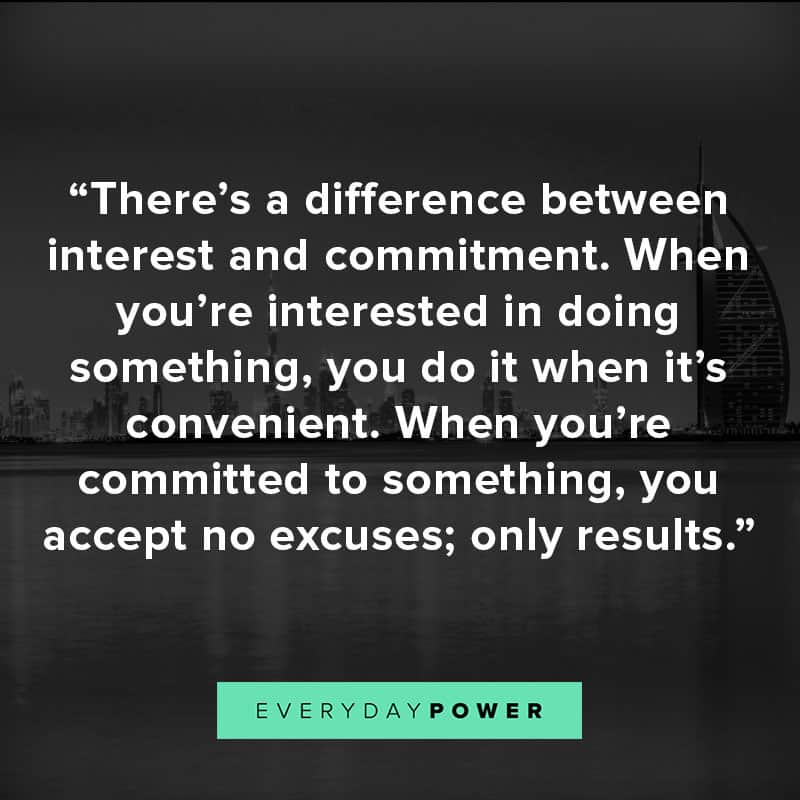 “There’s a difference between
interest and commitment. When
you’re interested in doing
something, you do it when it’s
convenient. When you’re
committed to something, you
accept no excuses; only results.”
EVERYDAYPOWER